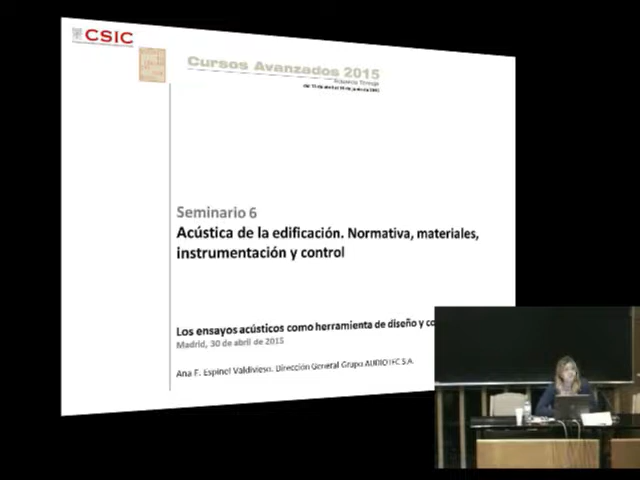 CSIC
Cursos Avanzados 2015
Seminario 6
Acústica de la edificación. Normativa, materiales,
instrumentación y control
Los ensayos acústicos como herramienta de diseño y
Madrid, 30 de abril de 2015
Ana F. Espinel Valdivieso. Dirección General Grupo AUDIOTEC S.A.